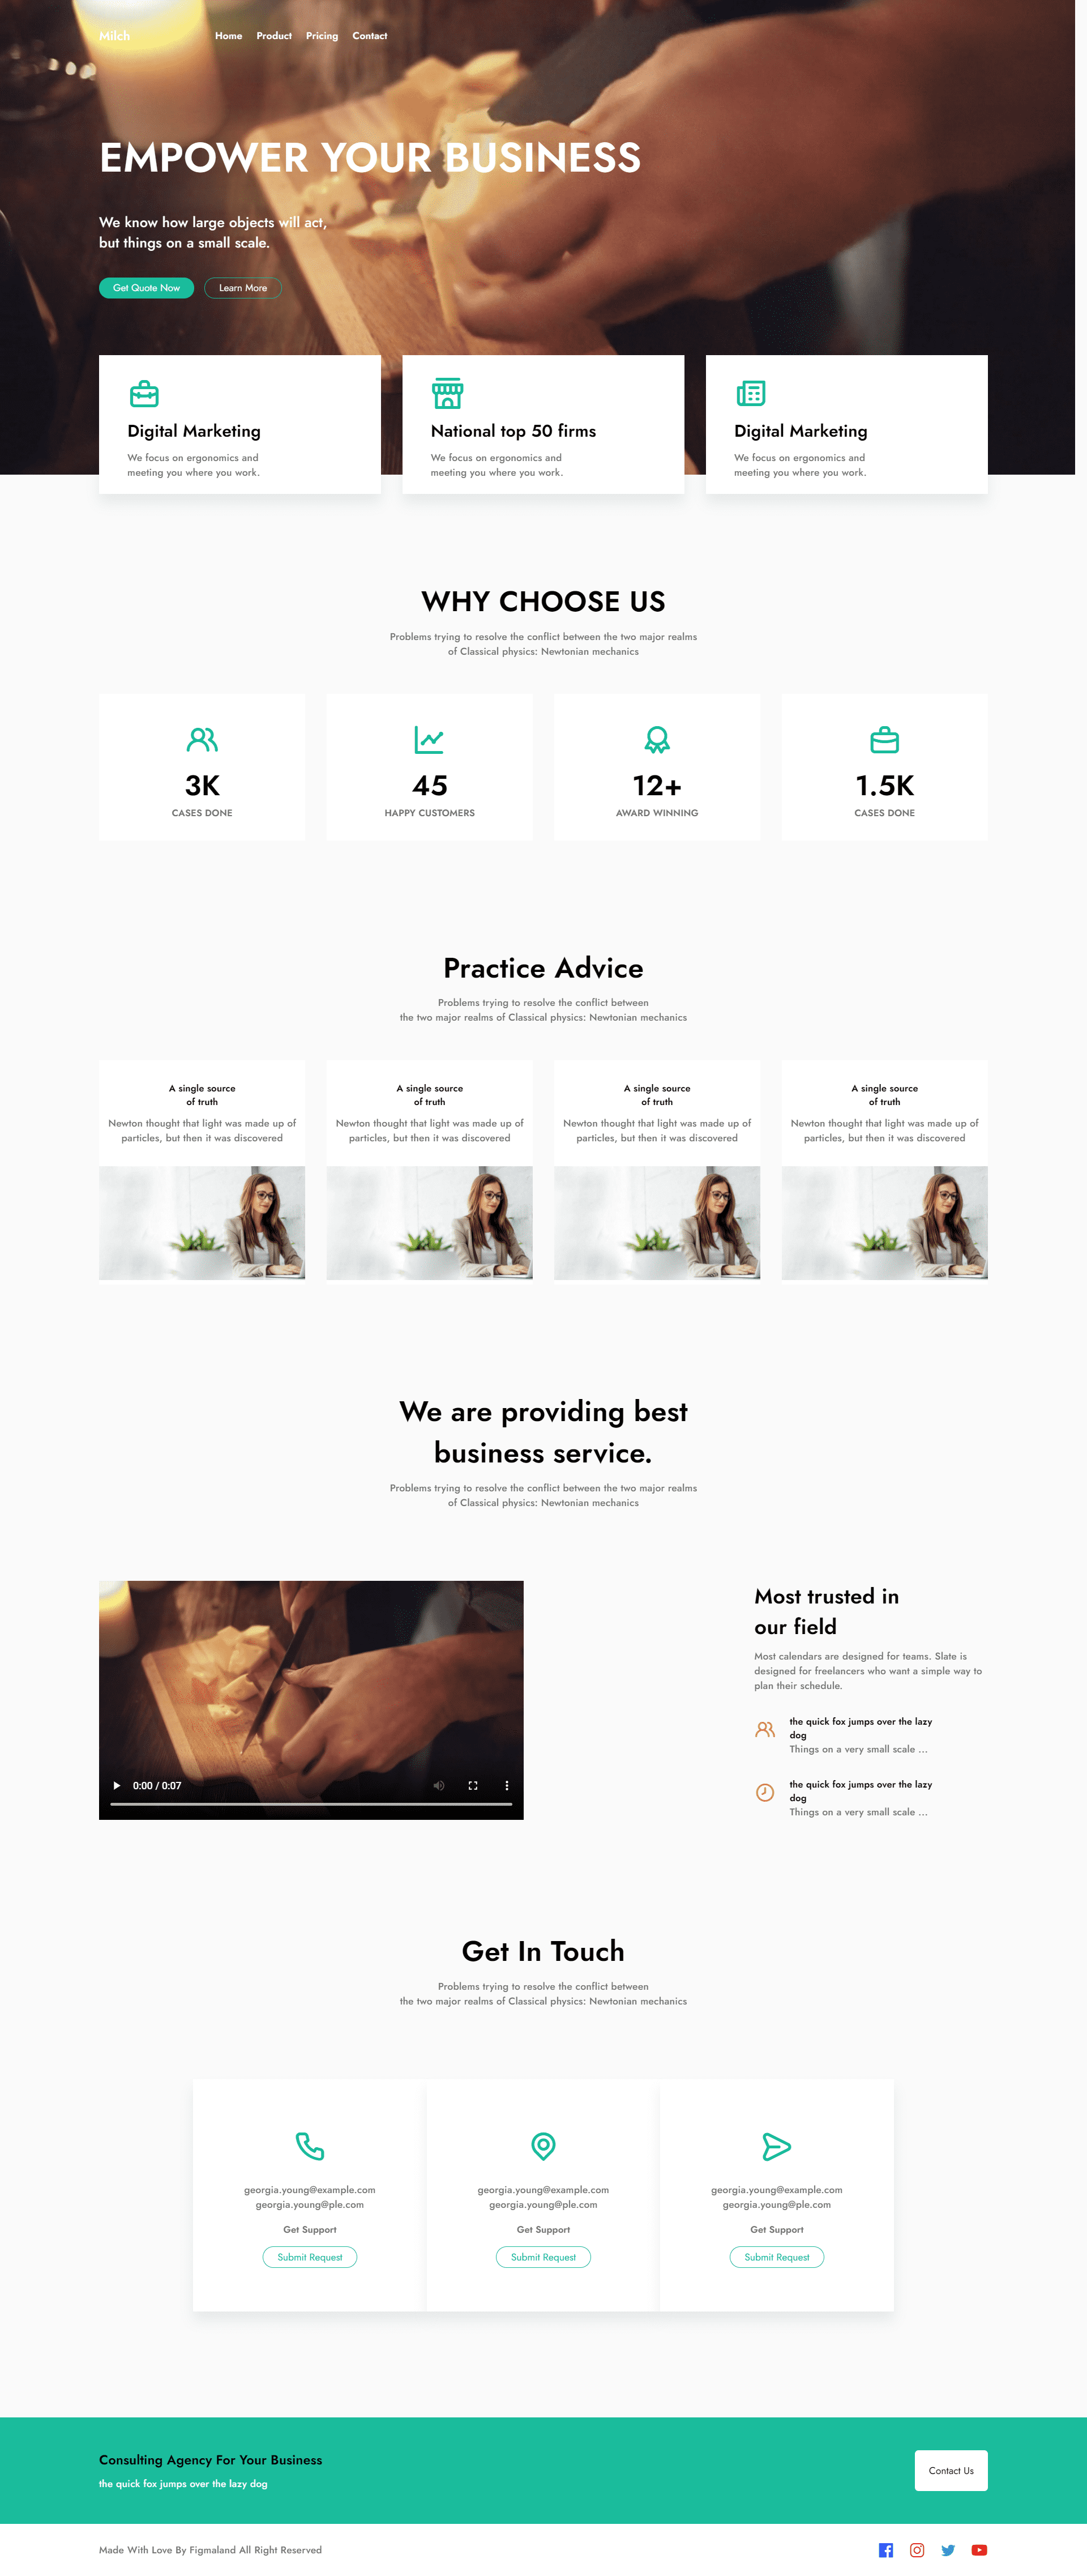 Milch
Home Product Pricing Contact
EMPOWER YOUR BUSINESS
We know how large objects will act,
but things on a small scale.
Get Quote Now Learn More
Digital Marketing
We focus on ergonomics and
meeting you where you work.
National top 50 firms
We focus on ergonomics and
meeting you where you work.
Digital Marketing
We focus on ergonomics and
meeting you where you work.
WHY CHOOSE US
Problems trying to resolve the conflict between the two major realms
of Classical physics: Newtonian mechanics
3K
CASES DONE
45
HAPPY CUSTOMERS
12+
AWARD WINNING
1.5K
CASES DONE
Practice Advice
Problems trying to resolve the conflict between
the two major realms of Classical physics: Newtonian mechanics
A single source
of truth
Newton thought that light was made up of
particles, but then it was discovered
A single source
of truth
Newton thought that light was made up of
particles, but then it was discovered
A single source
of truth
Newton thought that light was made up of
particles, but then it was discovered
A single source
of truth
Newton thought that light was made up of
particles, but then it was discovered
We are providing best
business service.
Problems trying to resolve the conflict between the two major realms
of Classical physics: Newtonian mechanics
0:00 / 0:07
Most trusted in
our field
Most calendars are designed for teams. Slate is
designed for freelancers who want a simple way to
plan their schedule.
the quick fox jumps over the lazy
dog
Things on a very small scale ...
the quick fox jumps over the lazy
dog
Things on a very small scale ...
Get In Touch
Problems trying to resolve the conflict between
the two major realms of Classical physics: Newtonian mechanics
georgia.young@example.com
georgia.young@ple.com
Get Support
Submit Request
georgia.young@example.com
georgia.young@ple.com
Get Support
Submit Request
georgia.young@example.com
georgia.young@ple.com
Get Support
Submit Request
Consulting Agency For Your Business
the quick fox jumps over the lazy dog
Contact Us
Made With Love By Figmaland All Right Reserved